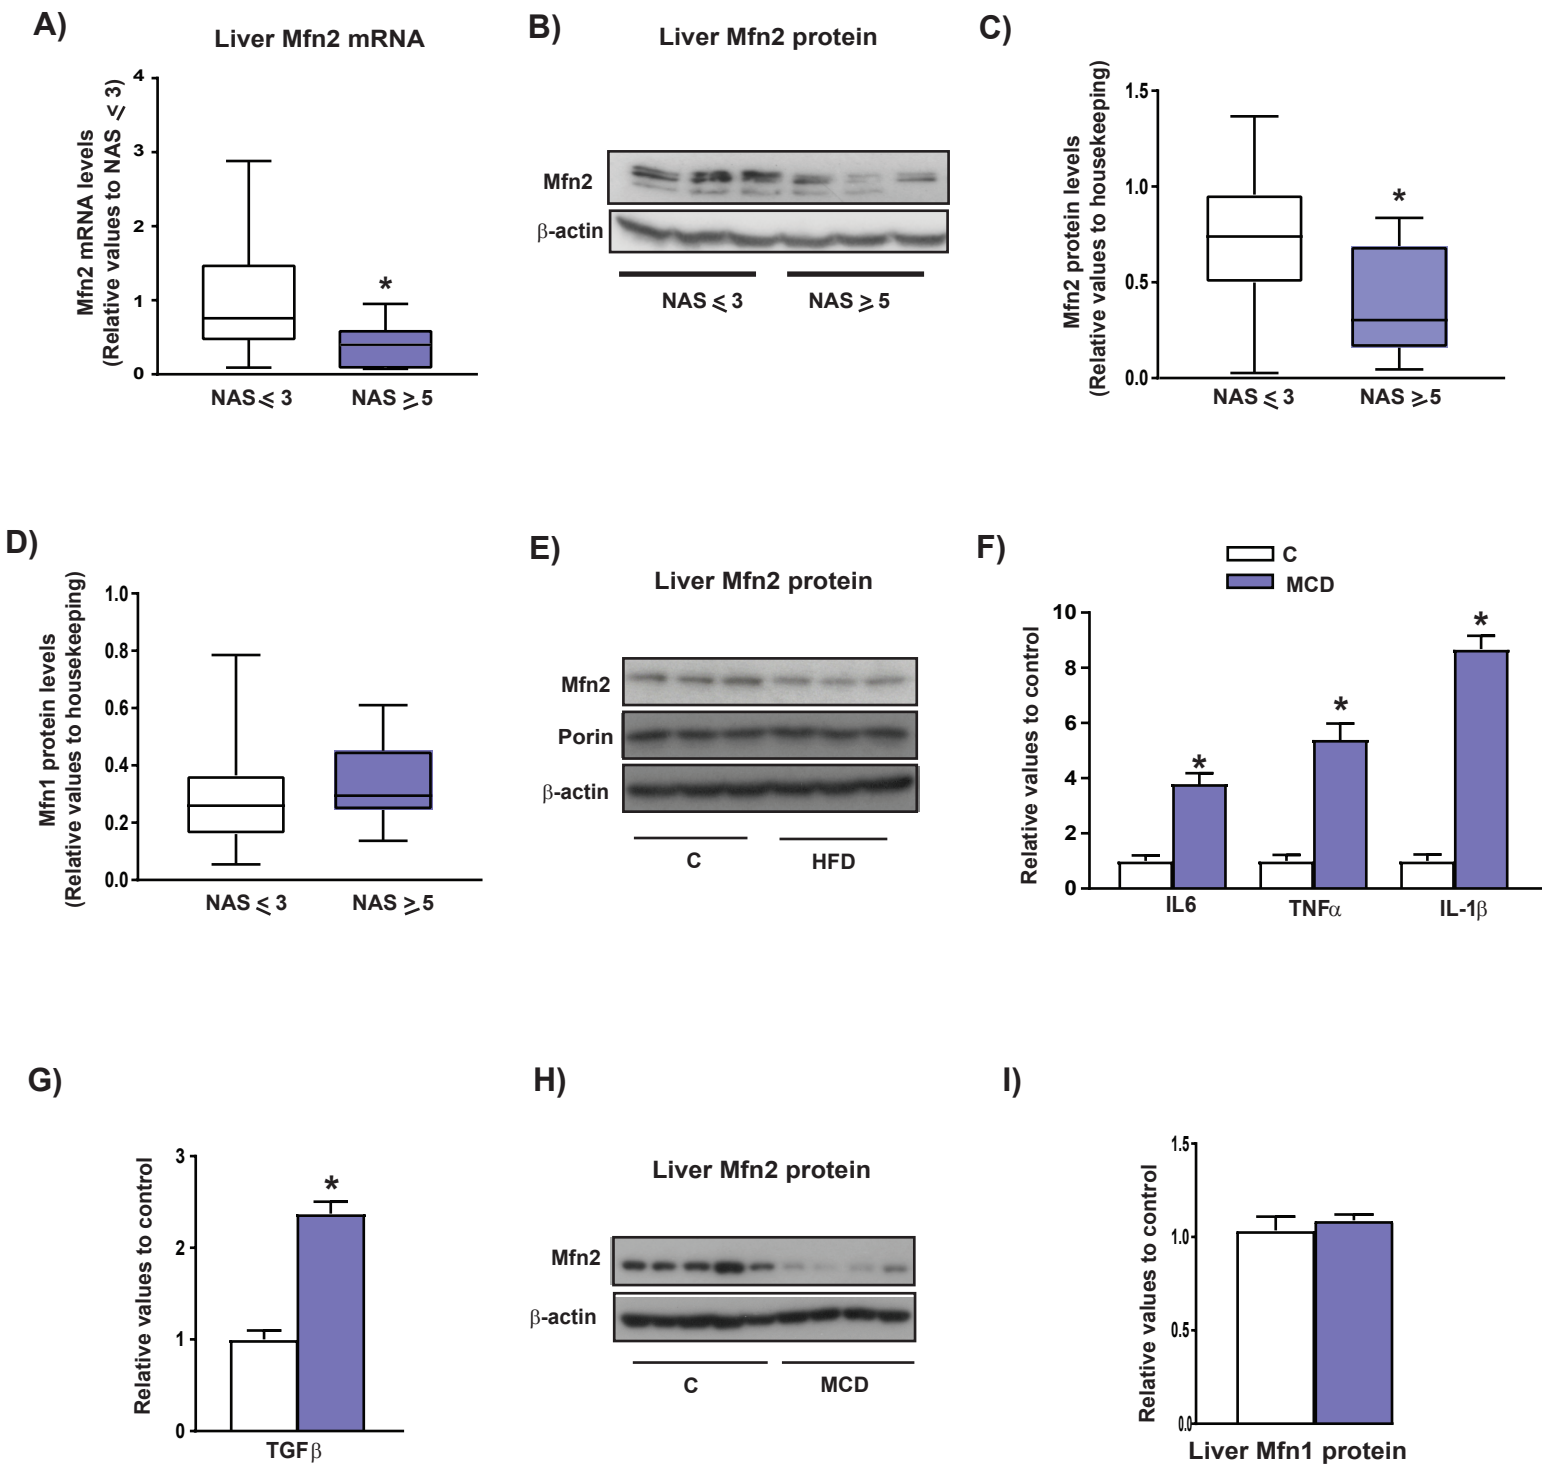 A)
Liver Mfn2 mRNA
Mfn2 mRNA levels
(Relative values to NAS ⩽ 3)
4
3
2
1
0
*
NAS ⩽ 3
NAS ⩾ 5
B)
Liver Mfn2 protein
Mfn2
β-actin
NAS ⩽ 3
NAS ⩾ 5
C)
Mfn2 protein levels
(Relative values to housekeeping)
1.5
1.0
0.5
0.0
*
NAS ⩽ 3
NAS ⩾ 5
D)
Mfn1 protein levels
(Relative values to housekeeping)
1.0
0.8
0.6
0.4
0.2
0.0
NAS ⩽ 3
NAS ⩾ 5
E)
Liver Mfn2 protein
Mfn2
Porin
β-actin
C
HFD
F)
C
MCD
Relative values to control
10
8
6
4
2
0
*
*
*
IL6
TNFα
IL-1β
G)
Relative values to control
3
2
1
0
*
TGFβ
H)
Liver Mfn2 protein
Mfn2
β-actin
C
MCD
I)
Relative values to control
1.5
1.0
0.5
0.0
Liver Mfn1 protein